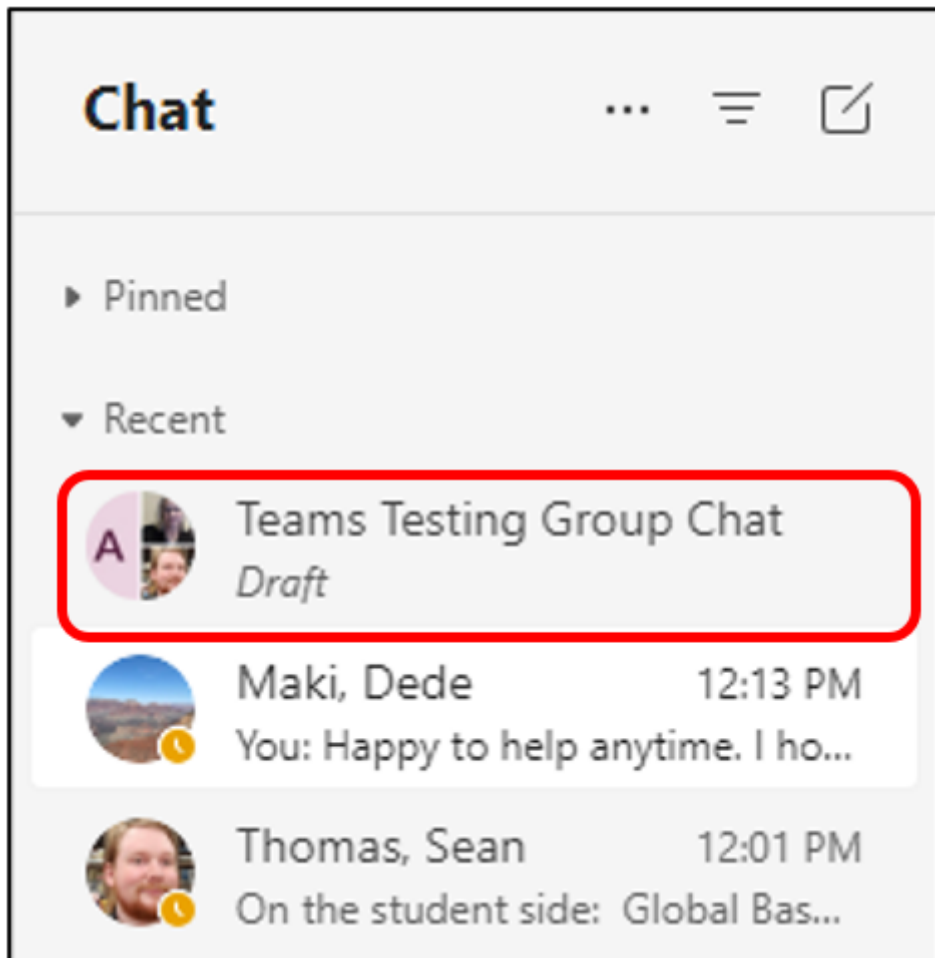 Chat
Pinned
Recent
A
Teams Testing Group Chat
Draft
Maki, Dede 12:13 PM
You: Happy to help anytime. I ho...
Thomas, Sean 12:01 PM
On the student side: Global Bas...